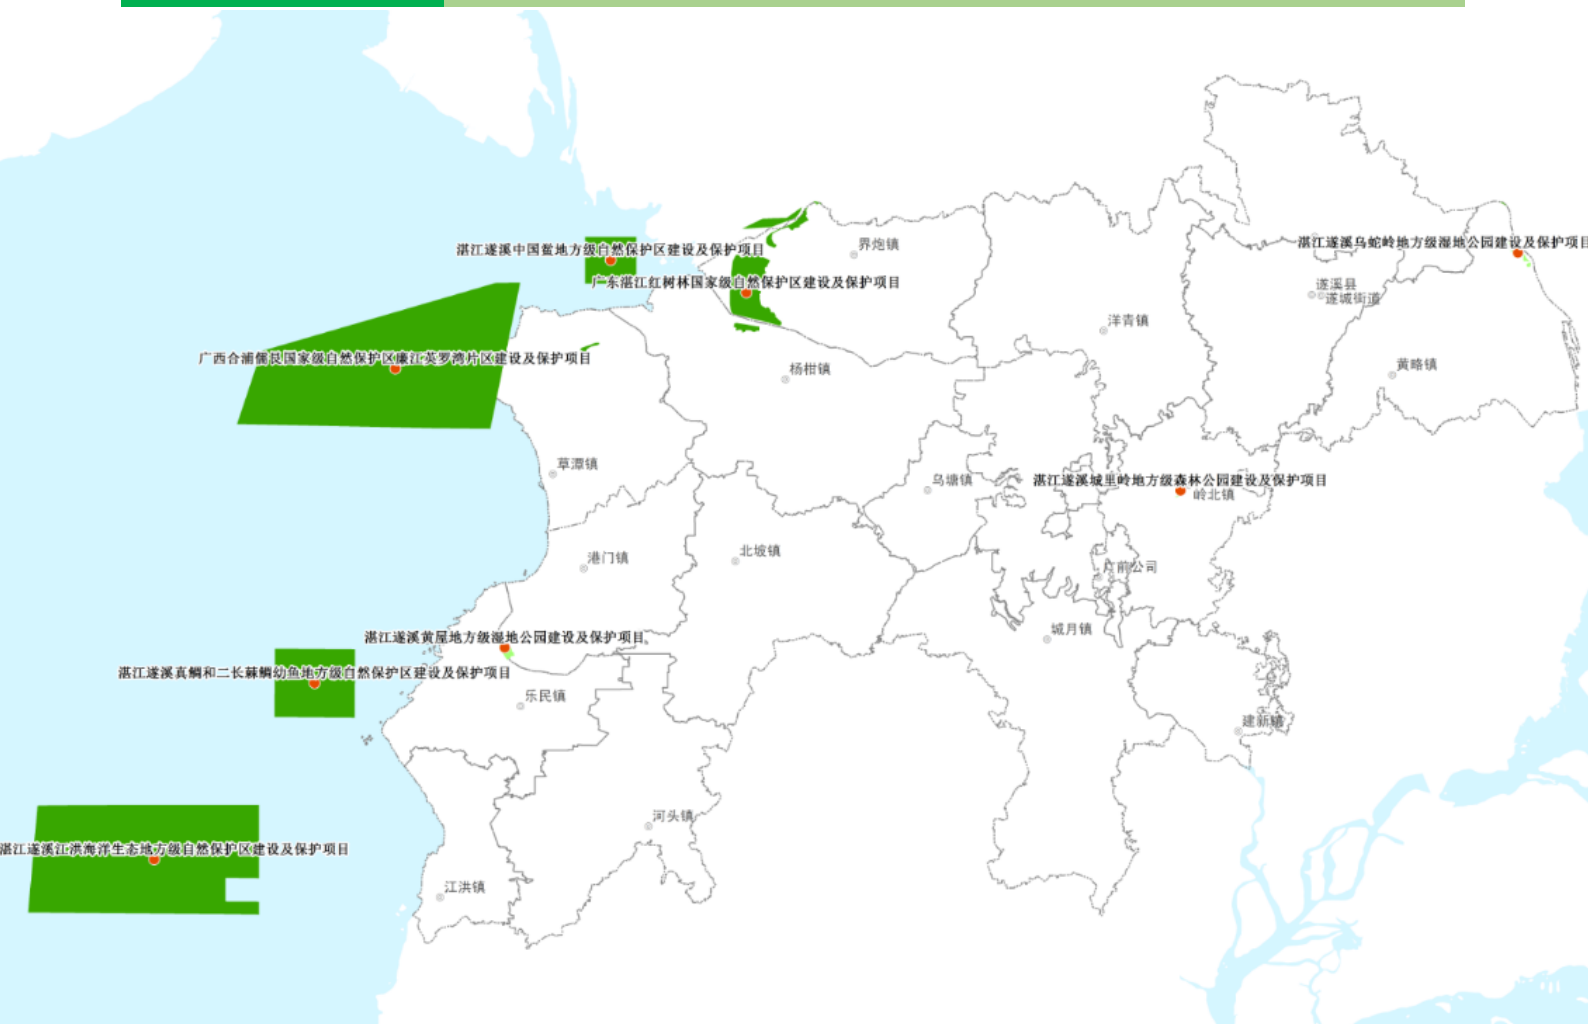 界炮镇
湛江遂溪中国鲎地方级自然保护区建设及保护项目
湛江遂溪乌蛇岭地方级湿地公园建设及保护项目
广东湛江红树林国家级自然保护区建设及保护项目
遂溪县
遂城街道
洋青镇
广西合浦儒艮国家级自然保护区廉江英罗湾片区建设及保护项目
黄略镇
杨柑镇
草潭镇
乌塘镇
湛江遂溪城里岭地方级森林公园建设及保护项目
岭北镇
北坡镇
港门镇
广前公司
城月镇
湛江遂溪黄屋地方级湿地公园建设及保护项目
湛江遂溪真鲷和二长棘鲷幼鱼地方级自然保护区建设及保护项目
乐民镇
建新镇
河头镇
湛江遂溪江洪海洋生态地方级自然保护区建设及保护项目
江洪镇